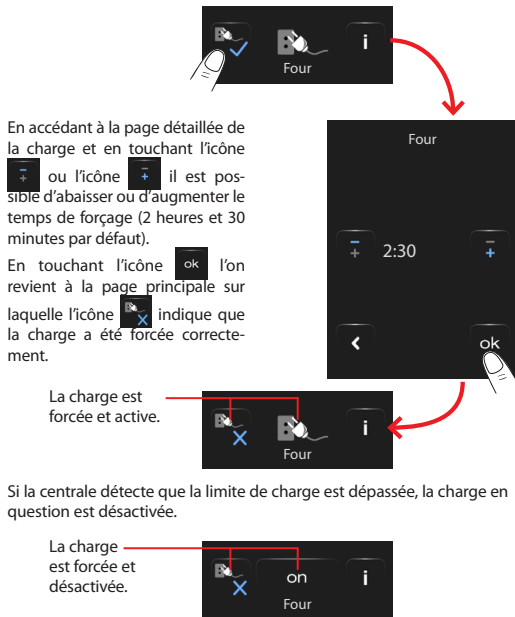 i
Four
En accédant à la page détaillée de
la charge et en touchant l'icône
- + ou l'icône - + il est pos-
sible d'abaisser ou d'augmenter le
temps de forçage (2 heures et 30
minutes par défaut).
En touchant l'icône ok l'on
revient à la page principale sur
laquelle l'icône indique que
la charge a été forcée correcte-
ment.
Four
- + 2:30 - +
ok
La charge est
forcée et active.
i
Four
Si la centrale détecte que la limite de charge est dépassée, la charge en
question est désactivée.
La charge
est forcée et
désactivée.
on i
Four